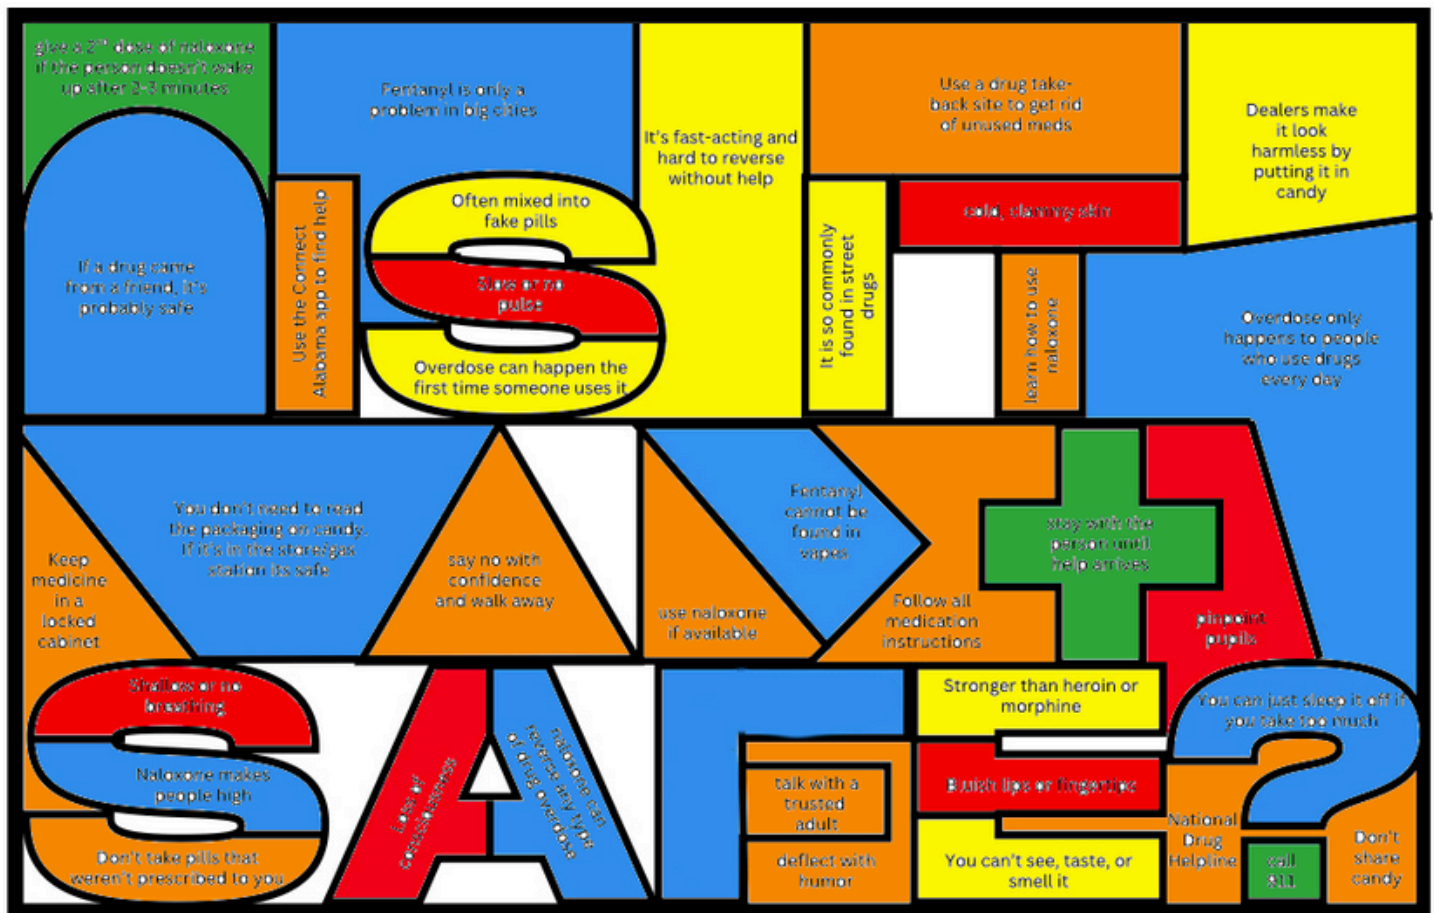 give a 2nd dose of naloxone
if the person doesn't wake
up after 2-3 minutes
Fentanyl is only a
problem in big cities
It's fast-acting and
hard to reverse
without help
Use a drug take-
back site to get rid
of unused meds
Dealers make
it look
harmless by
putting it in
candy
If a drug came
from a friend, it's
probably safe
Use the Connect
Alabama app to find help
Often mixed into
fake pills
Slow or no
pulse
Overdose can happen the
first time someone uses it
It is so commonly
found in street
drugs
cold, clammy skin
learn how to use
naloxone
Overdose only
happens to people
who use drugs
every day
Keep
medicine
in a
locked
cabinet
You don't need to read
the packaging on candy.
If it's in the store/gas
station its safe
say no with
confidence
and walk away
use naloxone
if available
Fentanyl
cannot be
found in
vapes
Follow all
medication
instructions
stay with the
person until
help arrives
pinpoint
pupils
Shallow or no
breathing
Naloxone makes
people high
Don't take pills that
weren't prescribed to you
Loss of
naloxone can
reverse any type
of drug overdose
talk with a
trusted
adult
deflect with
humor
Stronger than heroin or
morphine
Bluish lips or fingertips
You can't see, taste, or
smell it
You can just sleep it off if
you take too much
National
Drug
Helpline
call
Don't
share
candy